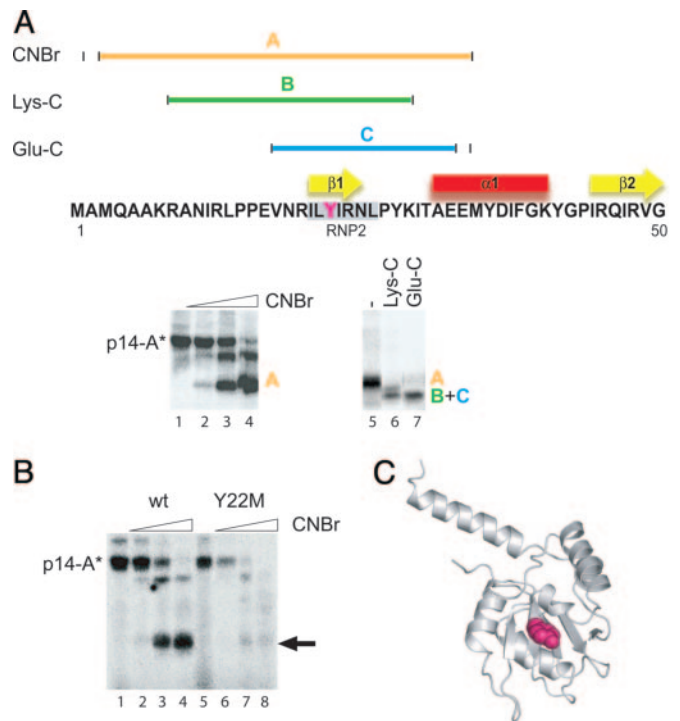 A
CNBr
A
Lys-C
B
Glu-C
C
β1
α1
β2
MAMQAAKRANIRLPPEVNRILYIRNLPYKITAEEMYDIFGKYGPIRQIRVG
1
RNP2
50
CNBr
p14-A*
A
1 2 3 4
- Lys-C Glu-C
A
B+C
5 6 7
B
wt Y22M
CNBr
p14-A*
1 2 3 4 5 6 7 8
C